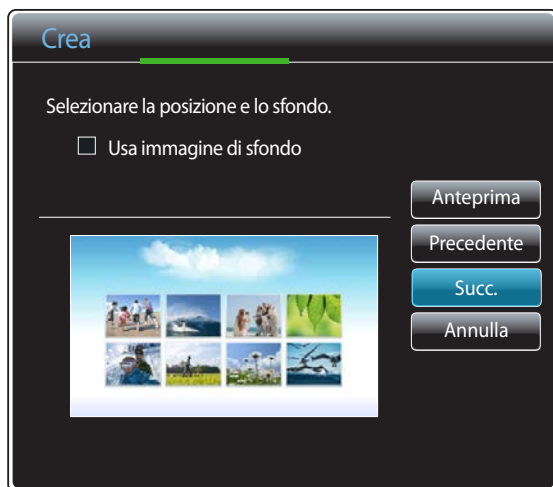 Crea
Selezionare la posizione e lo sfondo.
Usa immagine di sfondo
Anteprima
Precedente
Succ.
Annulla